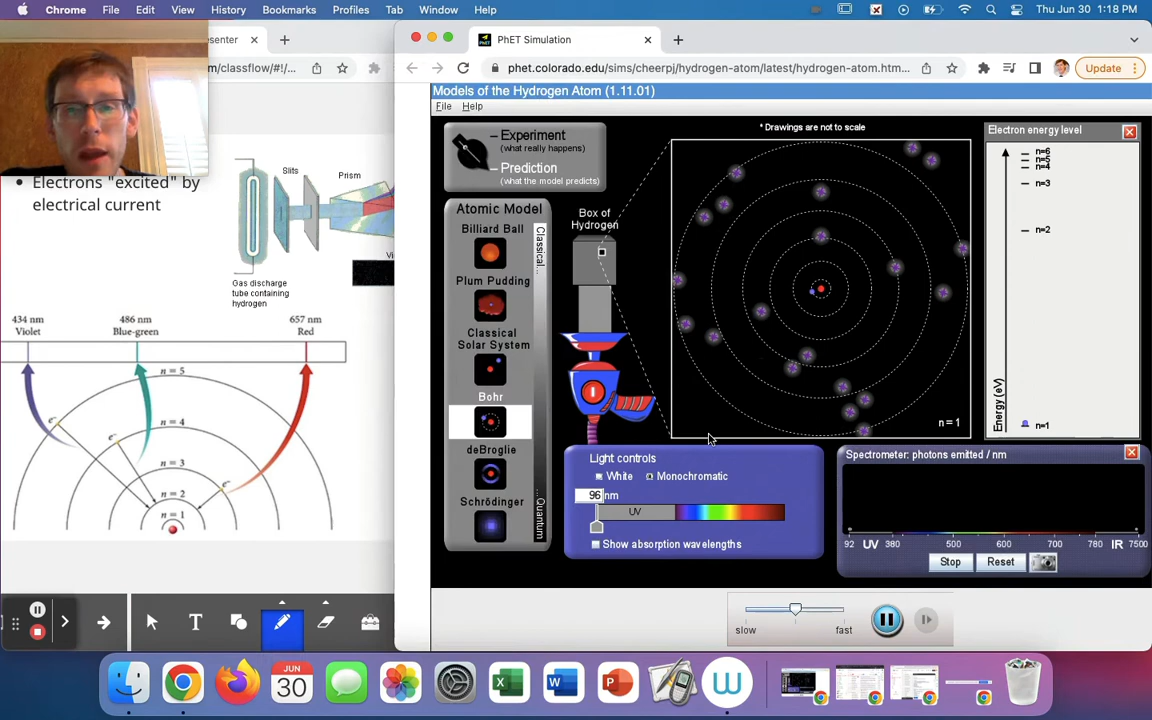 Chrome File Edit View History Bookmarks Profiles Tab Window Help
Thu Jun 30 1:18 PM
enter
PhET Simulation
om/classflow/#!/...
phet.colorado.edu/sims/cheerpj/hydrogen-atom/latest/hydrogen-atom.htm...
Update
Models of the Hydrogen Atom (1.11.01)
File Help
• Electrons "excited" by
electrical current
Slits
Prism
Gas discharge
tube containing
hydrogen
434 nm
Violet
486 nm
Blue-green
657 nm
Red
n = 5
n = 4
n = 3
n = 2
n = 1
e-
e-
e-
Experiment
(what really happens)
Prediction
(what the model predicts)
Atomic Model
Billiard Ball
Plum Pudding
Classical
Solar System
Bohr
deBroglie
Schrödinger
Classical...
...Quantum
Box of
Hydrogen
* Drawings are not to scale
n = 1
Electron energy level
n=6
n=5
n=4
n=3
n=2
n=1
Energy (eV)
Light controls
White Monochromatic
96 nm
UV
Show absorption wavelengths
Spectrometer: photons emitted / nm
92 UV 380 500 600 700 780 IR 7500
Stop Reset
slow fast
T
JUN
30
X
W
P
W